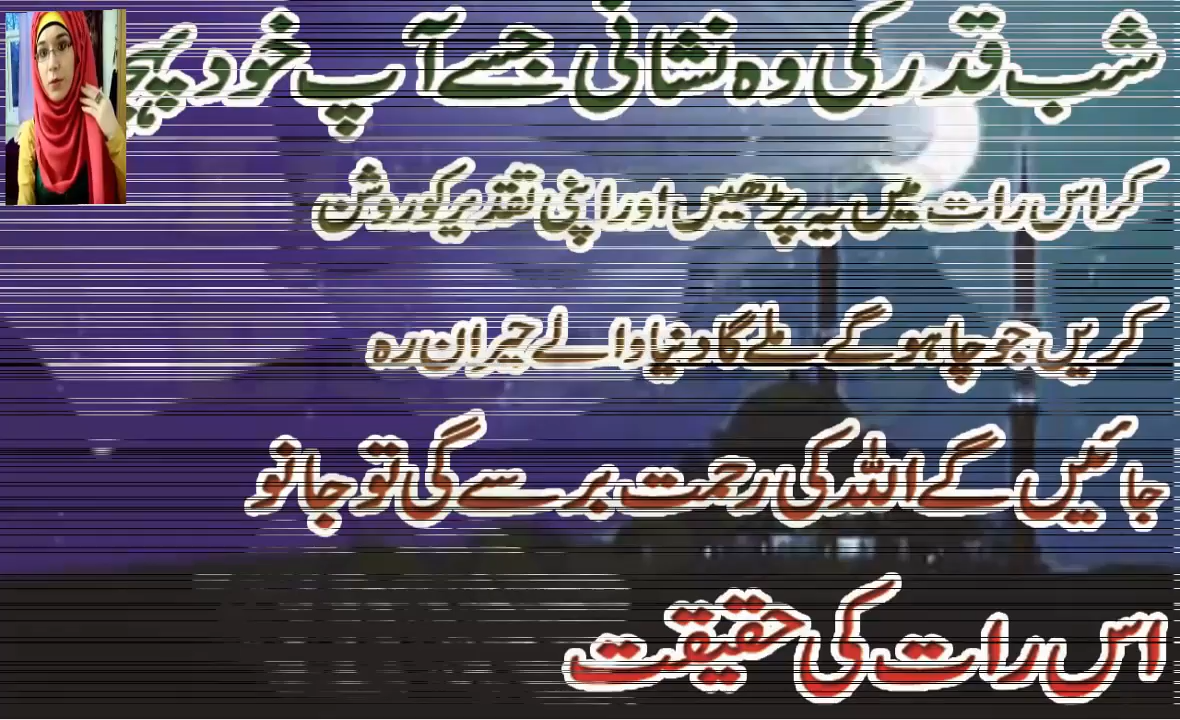 شب قدر کی وہ نشانی جسے آپ خود
کر اس رات میں یہ پڑھیں اور اپنی تقدیر کو روشن
کریں جو چاہو گے ملے گا دنیا والے حیران رہ
جائیں گے اللہ کی رحمت برسے گی تو جانو
اس رات کی حقیقت